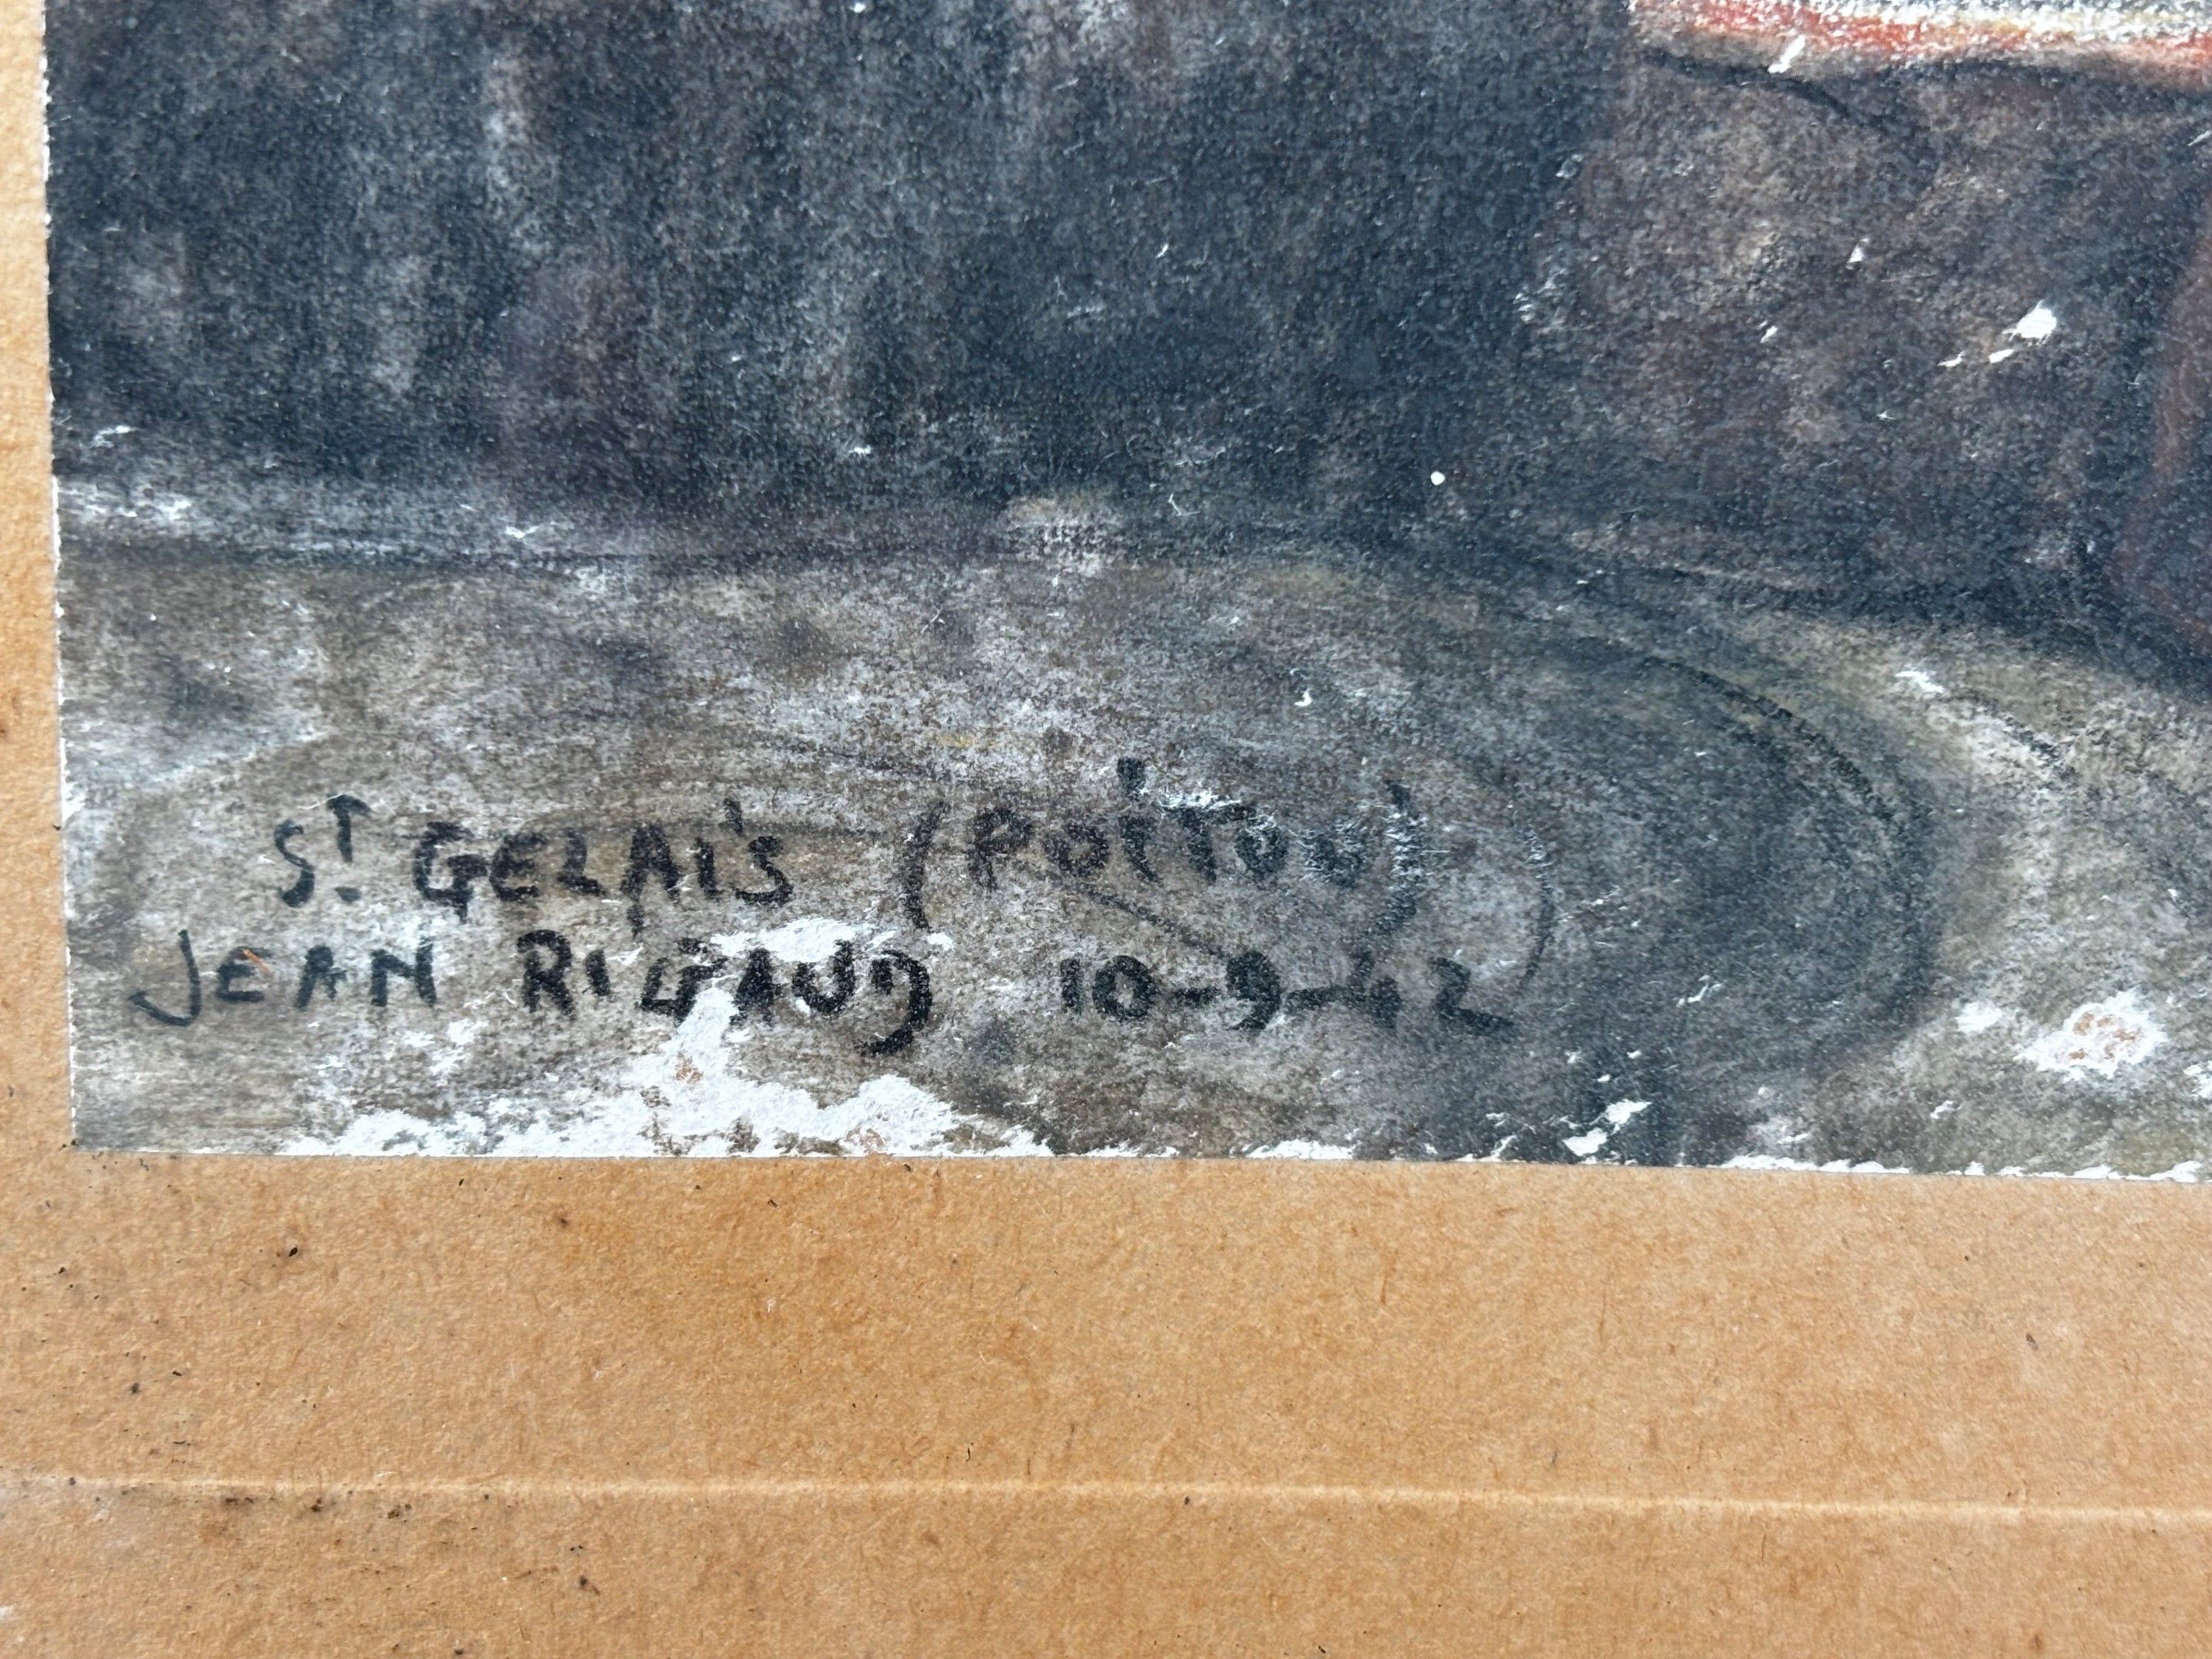 ST GELAIS (POITOU)
JEAN RIGAUD 10-9-42